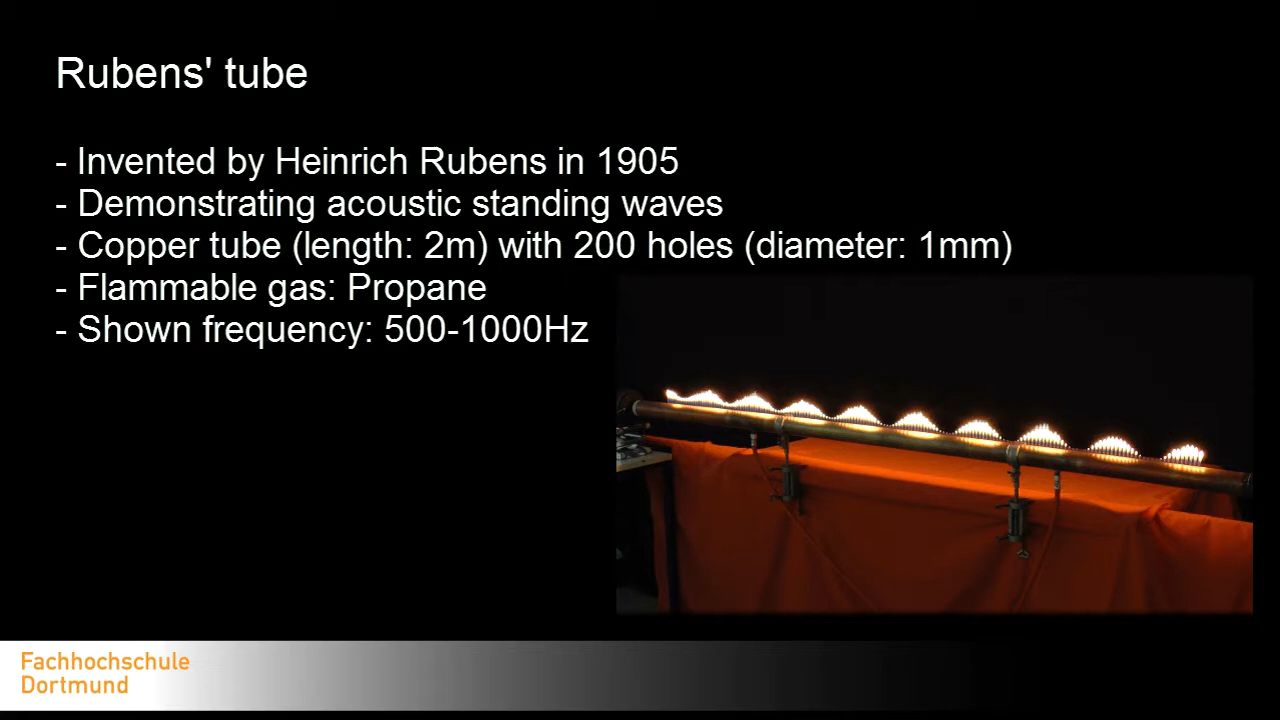 Rubens' tube
- Invented by Heinrich Rubens in 1905
- Demonstrating acoustic standing waves
- Copper tube (length: 2m) with 200 holes (diameter: 1mm)
- Flammable gas: Propane
- Shown frequency: 500-1000Hz
Fachhochschule
Dortmund